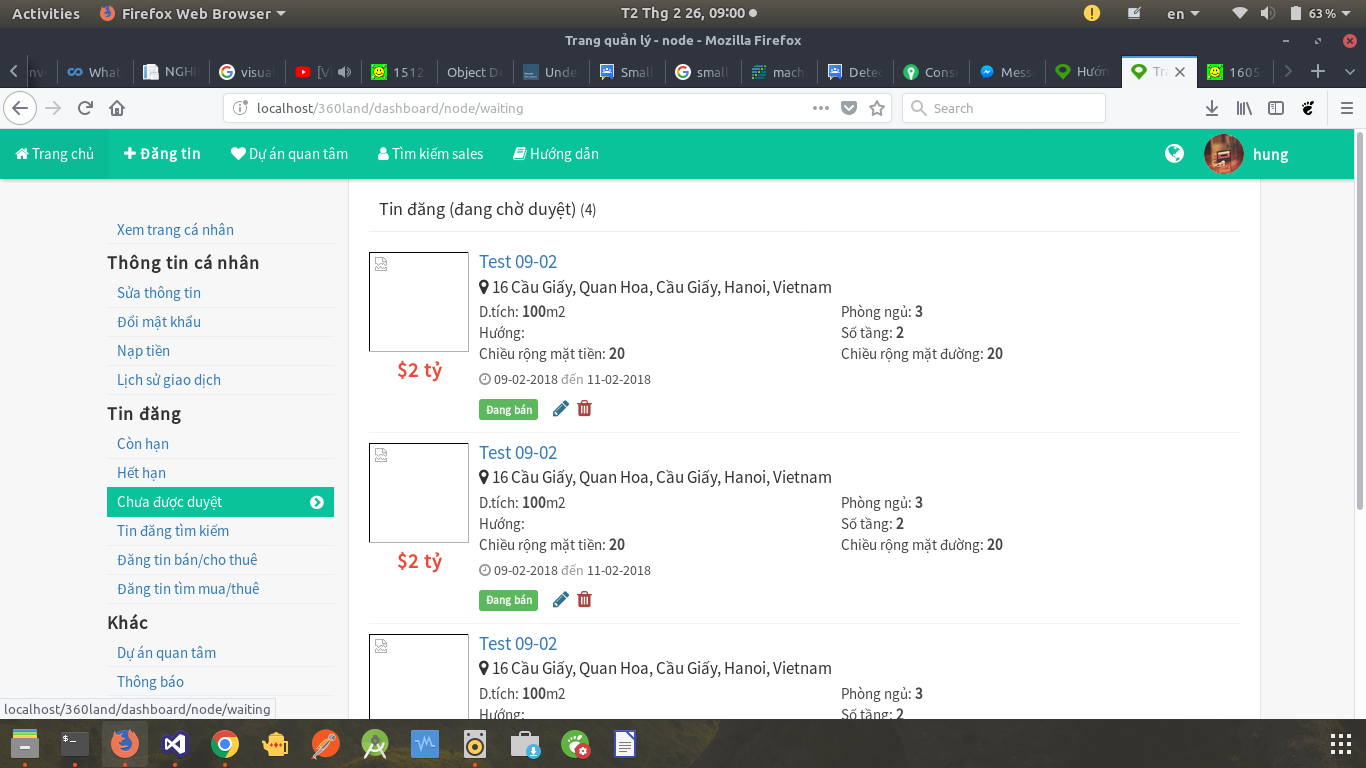 Activities Firefox Web Browser T2 Thg 2 26, 09:00 en 63 %
Trang quản lý - node - Mozilla Firefox
What NGHI visua [V 1512 Object De Unde Small small mach Detec Cons Mess Hướn Tra 1605
localhost/360land/dashboard/node/waiting Search
Trang chủ Đăng tin Dự án quan tâm Tìm kiếm sales Hướng dẫn hung
Xem trang cá nhân
Thông tin cá nhân
Sửa thông tin
Đổi mật khẩu
Nạp tiền
Lịch sử giao dịch
Tin đăng
Còn hạn
Hết hạn
Chưa được duyệt
Tin đăng tìm kiếm
Đăng tin bán/cho thuê
Đăng tin tìm mua/thuê
Khác
Dự án quan tâm
Thông báo
Tin đăng (đang chờ duyệt) (4)
Test 09-02
16 Cầu Giấy, Quan Hoa, Cầu Giấy, Hanoi, Vietnam
D.tích: 100m2 Phòng ngủ: 3
Hướng: Số tầng: 2
Chiều rộng mặt tiền: 20 Chiều rộng mặt đường: 20
$2 tỷ
09-02-2018 đến 11-02-2018
Đang bán
Test 09-02
16 Cầu Giấy, Quan Hoa, Cầu Giấy, Hanoi, Vietnam
D.tích: 100m2 Phòng ngủ: 3
Hướng: Số tầng: 2
Chiều rộng mặt tiền: 20 Chiều rộng mặt đường: 20
$2 tỷ
09-02-2018 đến 11-02-2018
Đang bán
Test 09-02
16 Cầu Giấy, Quan Hoa, Cầu Giấy, Hanoi, Vietnam
D.tích: 100m2 Phòng ngủ: 3
Hướng: Số tầng: 2
localhost/360land/dashboard/node/waiting